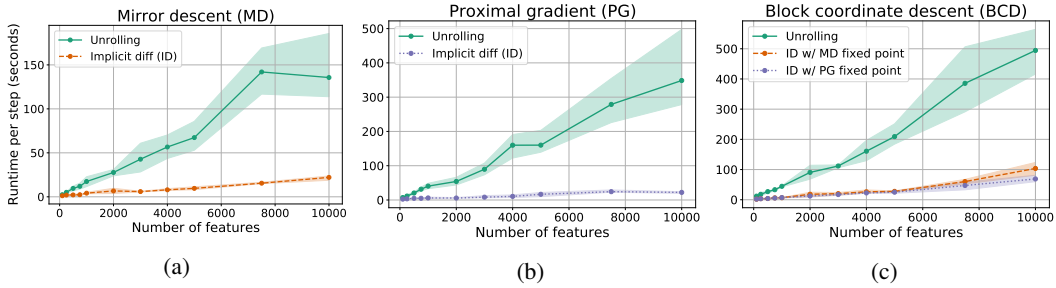 Mirror descent (MD)
Unrolling
Implicit diff (ID)
Runtime per step (seconds)
150
100
50
0
0 2000 4000 6000 8000 10000
Number of features
(a)
Proximal gradient (PG)
Unrolling
Implicit diff (ID)
500
400
300
200
100
0
0 2000 4000 6000 8000 10000
Number of features
(b)
Block coordinate descent (BCD)
Unrolling
ID w/ MD fixed point
ID w/ PG fixed point
500
400
300
200
100
0
0 2000 4000 6000 8000 10000
Number of features
(c)